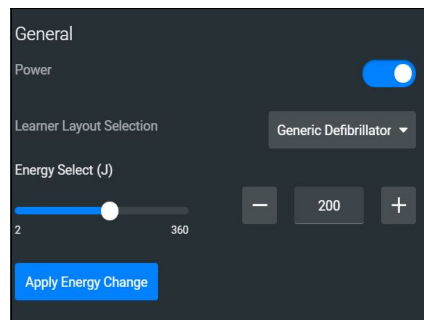 General
Power
Learner Layout Selection
Generic Defibrillator
Energy Select (J)
200
2
360
Apply Energy Change